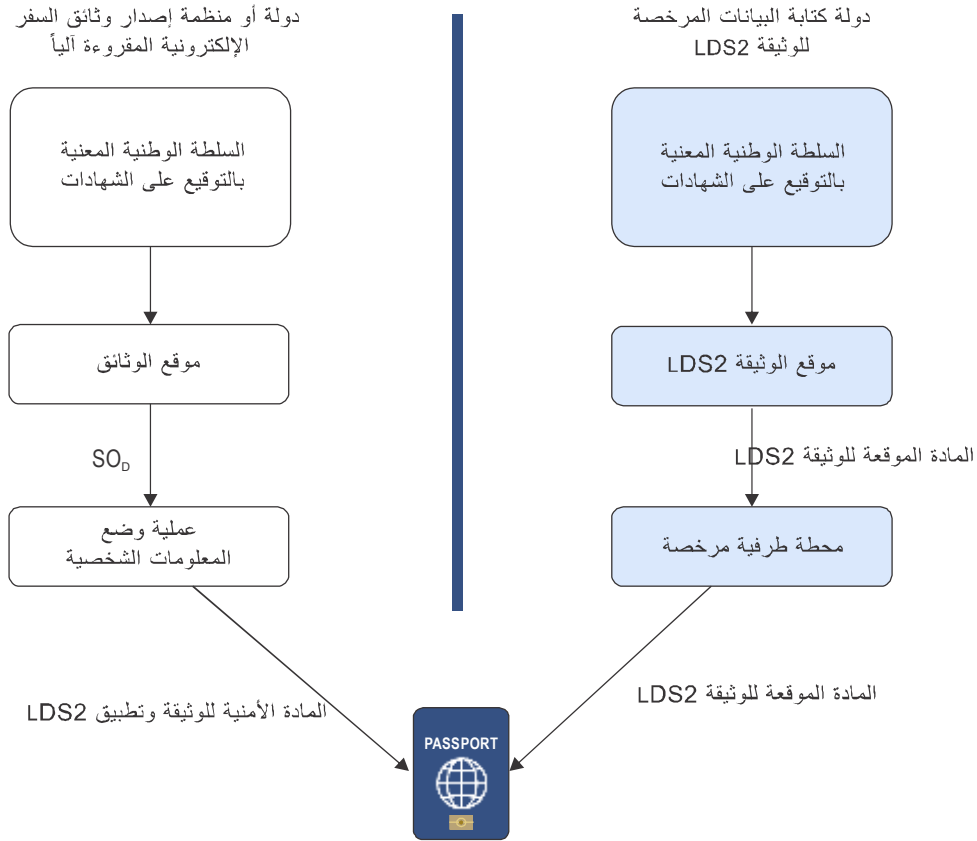 دولة كتابة البيانات المرخصة
للوثيقة LDS2
السلطة الوطنية المعنية
بالتوقيع على الشهادات
موقع الوثيقة LDS2
المادة الموقعة للوثيقة LDS2
محطة طرفية مرخصة
المادة الموقعة للوثيقة LDS2
دولة أو منظمة إصدار وثائق السفر
الإلكترونية المقروءة آلياً
السلطة الوطنية المعنية
بالتوقيع على الشهادات
موقع الوثائق
SOD
عملية وضع
المعلومات الشخصية
المادة الأمنية للوثيقة وتطبيق LDS2
PASSPORT